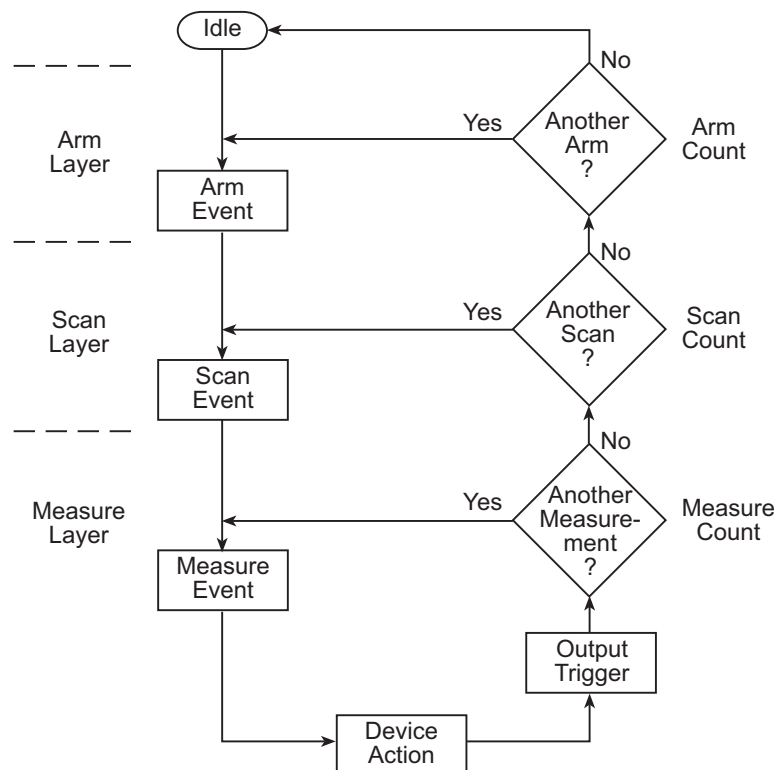 Idle
No
Arm
Layer
Yes
Another
Arm
?
Arm
Count
Arm
Event
No
Scan
Layer
Yes
Another
Scan
?
Scan
Count
Scan
Event
No
Measure
Layer
Yes
Another
Measure-
ment
?
Measure
Count
Measure
Event
Output
Trigger
Device
Action